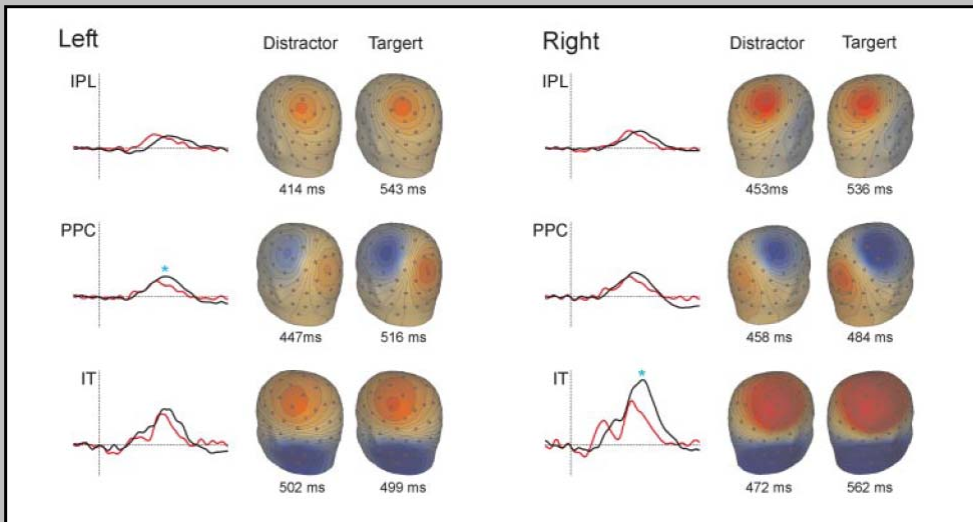 Left
Distractor Targert
IPL
414 ms 543 ms
PPC
*
447ms 516 ms
IT
502 ms 499 ms
Right
Distractor Targert
IPL
453ms 536 ms
PPC
458 ms 484 ms
IT
*
472 ms 562 ms